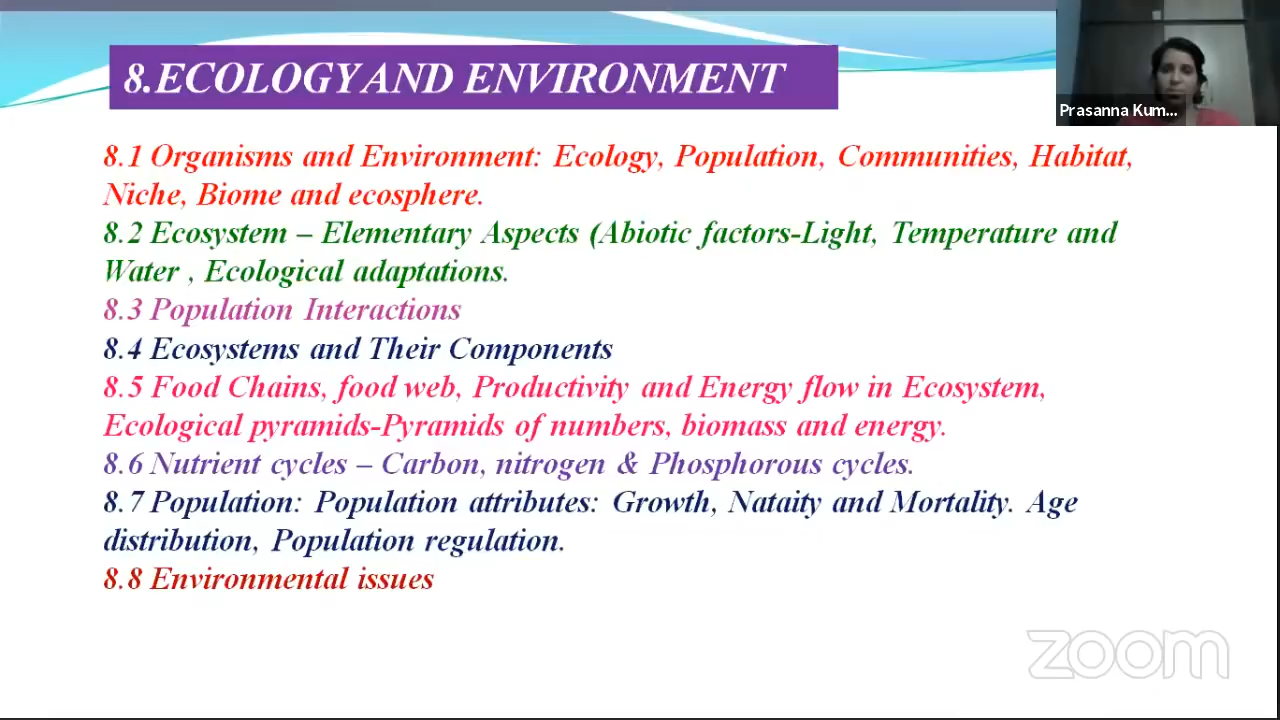 8.ECOLOGY AND ENVIRONMENT
Prasanna Kum...
8.1 Organisms and Environment: Ecology, Population, Communities, Habitat,
Niche, Biome and ecosphere.
8.2 Ecosystem – Elementary Aspects (Abiotic factors-Light, Temperature and
Water , Ecological adaptations.
8.3 Population Interactions
8.4 Ecosystems and Their Components
8.5 Food Chains, food web, Productivity and Energy flow in Ecosystem,
Ecological pyramids-Pyramids of numbers, biomass and energy.
8.6 Nutrient cycles – Carbon, nitrogen & Phosphorous cycles.
8.7 Population: Population attributes: Growth, Nataity and Mortality. Age
distribution, Population regulation.
8.8 Environmental issues
zoom